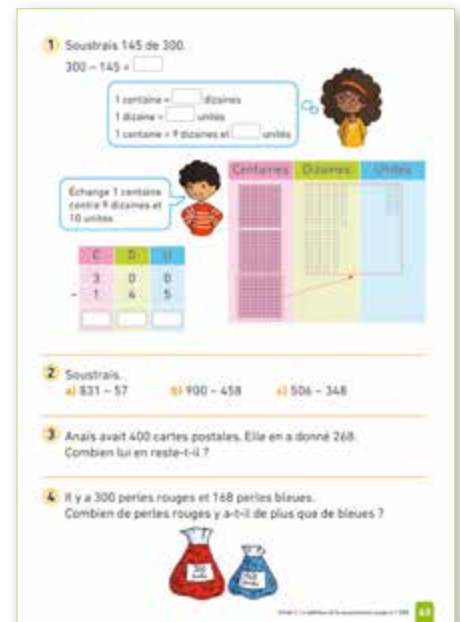 1 Soustrais 145 de 300.
300 – 145 =
1 centaine = dizaines
1 dizaine = unités
1 centaine = 9 dizaines et unités
Échange 1 centaine
contre 9 dizaines et
10 unités.
Centaines Dizaines Unités
C D U
3 0 0
- 1 4 5
2 Soustrais.
a) 831 – 57 b) 900 – 458 c) 506 – 348
3 Anaïs avait 400 cartes postales. Elle en a donné 268.
Combien lui en reste-t-il ?
4 Il y a 300 perles rouges et 168 perles bleues.
Combien de perles rouges y a-t-il de plus que de bleues ?